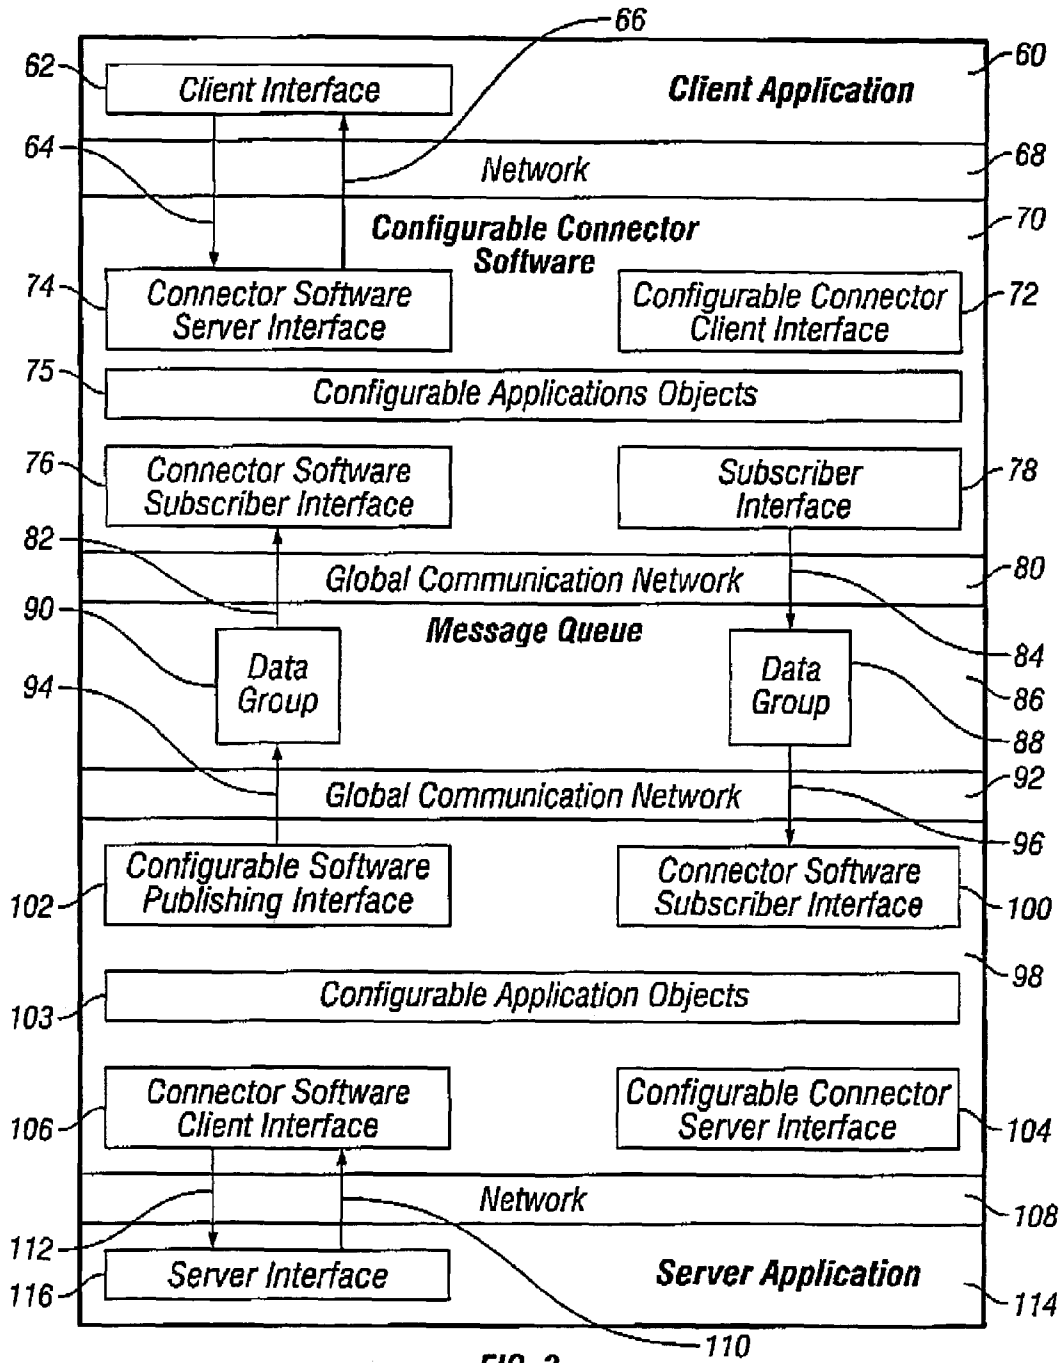 66
62
Client Interface
Client Application
60
64
Network
68
Configurable Connector
Software
70
74
Connector Software
Server Interface
Configurable Connector
Client Interface
72
75
Configurable Applications Objects
76
Connector Software
Subscriber Interface
Subscriber
Interface
78
82
Global Communication Network
80
90
Message Queue
Data
Group
Data
Group
84
94
86
88
Global Communication Network
92
96
102
Configurable Software
Publishing Interface
Connector Software
Subscriber Interface
100
98
103
Configurable Application Objects
106
Connector Software
Client Interface
Configurable Connector
Server Interface
104
Network
108
112
116
Server Interface
Server Application
114
110